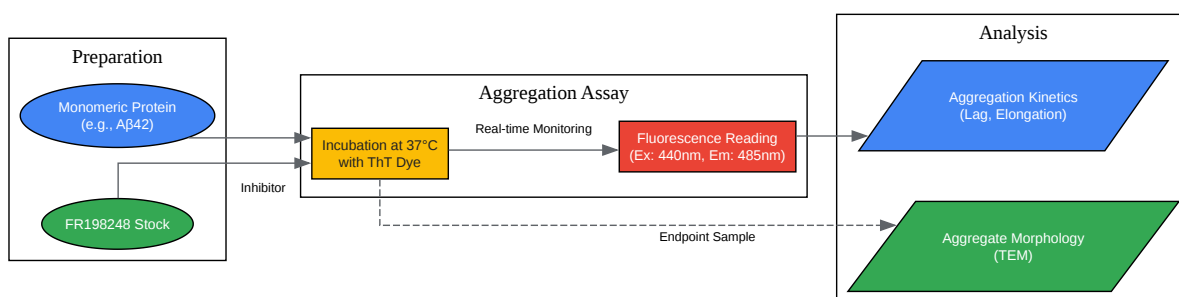 Preparation
Monomeric Protein
(e.g., Aβ42)
FR198248 Stock
Inhibitor
Aggregation Assay
Incubation at 37°C
with ThT Dye
Real-time Monitoring
Fluorescence Reading
(Ex: 440nm, Em: 485nm)
Endpoint Sample
Analysis
Aggregation Kinetics
(Lag, Elongation)
Aggregate Morphology
(TEM)